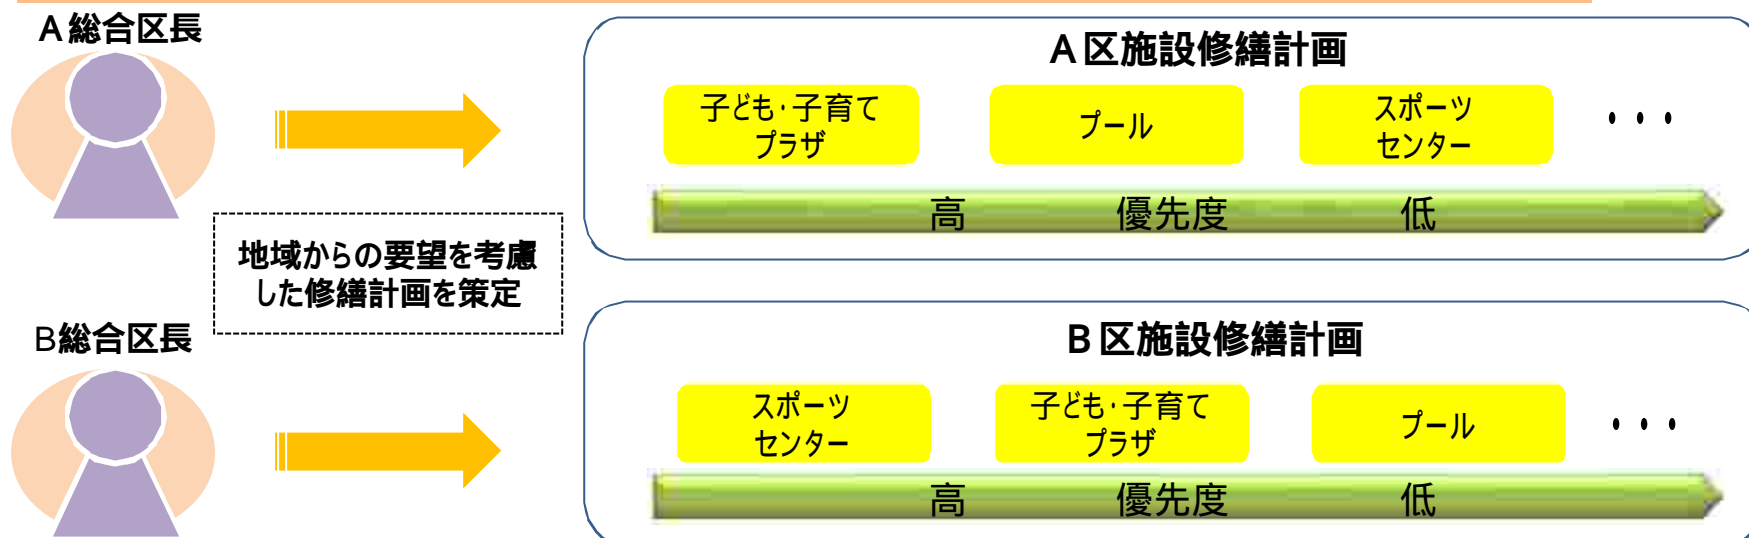 A総合区長
A区施設修繕計画
子ども・子育て
プラザ
プール
スポーツ
センター
・・・
高 優先度 低
地域からの要望を考慮
した修繕計画を策定
B総合区長
B区施設修繕計画
スポーツ
センター
子ども・子育て
プラザ
プール
・・・
高 優先度 低